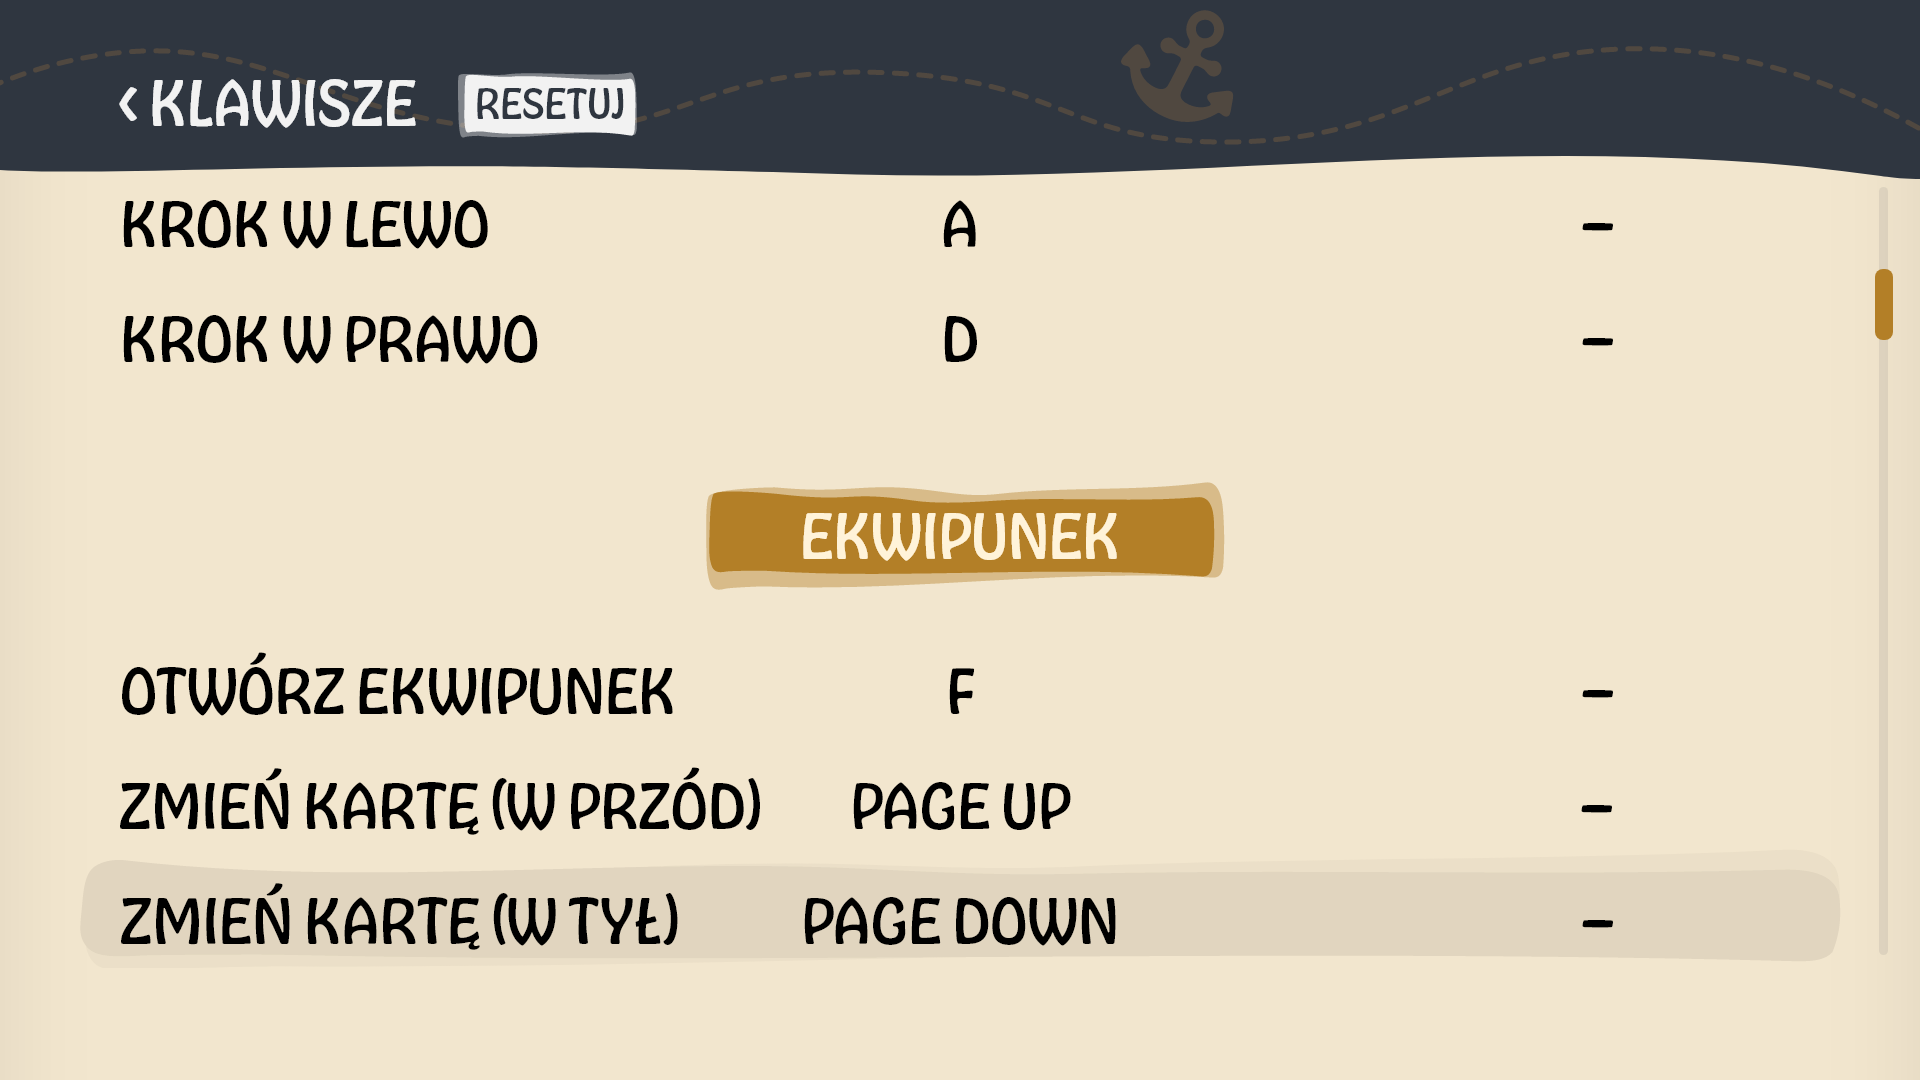 ‹ KLAWISZE RESETUJ
KROK W LEWO A –
KROK W PRAWO D –
EKWIPUNEK
OTWÓRZ EKWIPUNEK F –
ZMIEŃ KARTĘ (W PRZÓD) PAGE UP –
ZMIEŃ KARTĘ (W TYŁ) PAGE DOWN –